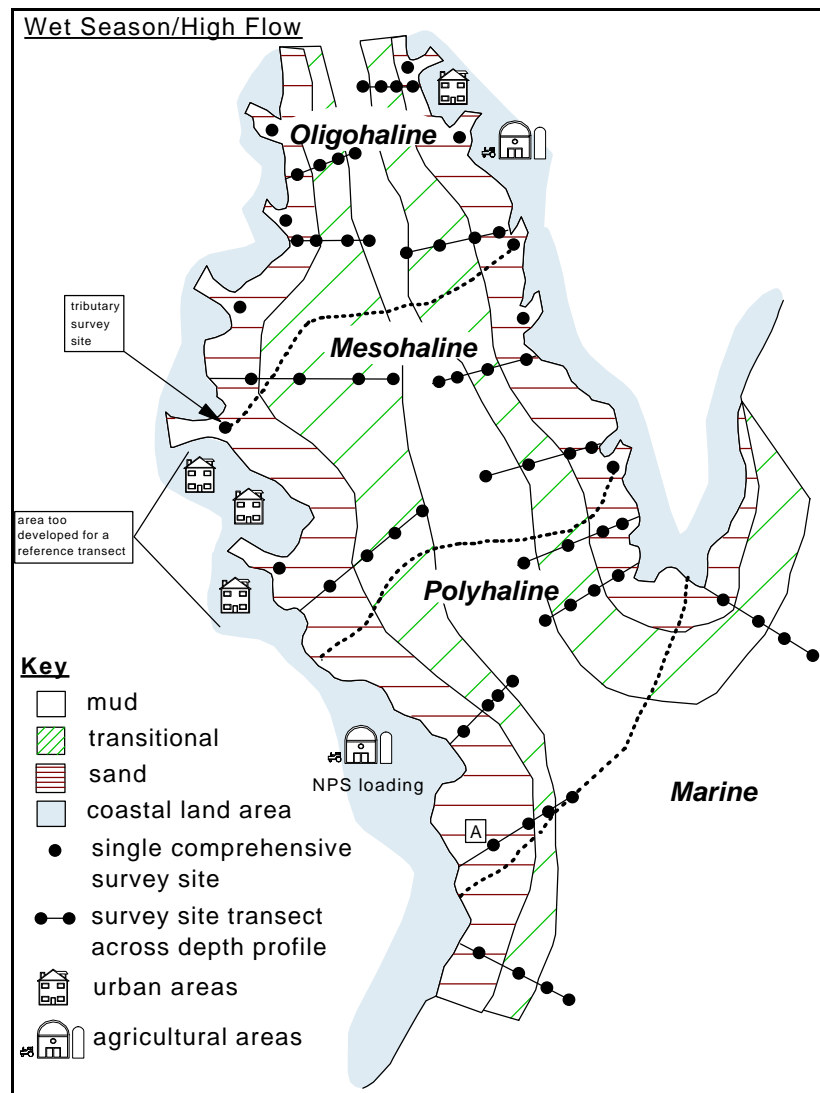 Wet Season/High Flow
Oligohaline
tributary
survey
site
Mesohaline
area too
developed for a
reference transect
Polyhaline
Key
mud
transitional
sand
coastal land area
single comprehensive
survey site
survey site transect
across depth profile
urban areas
agricultural areas
NPS loading
A
Marine